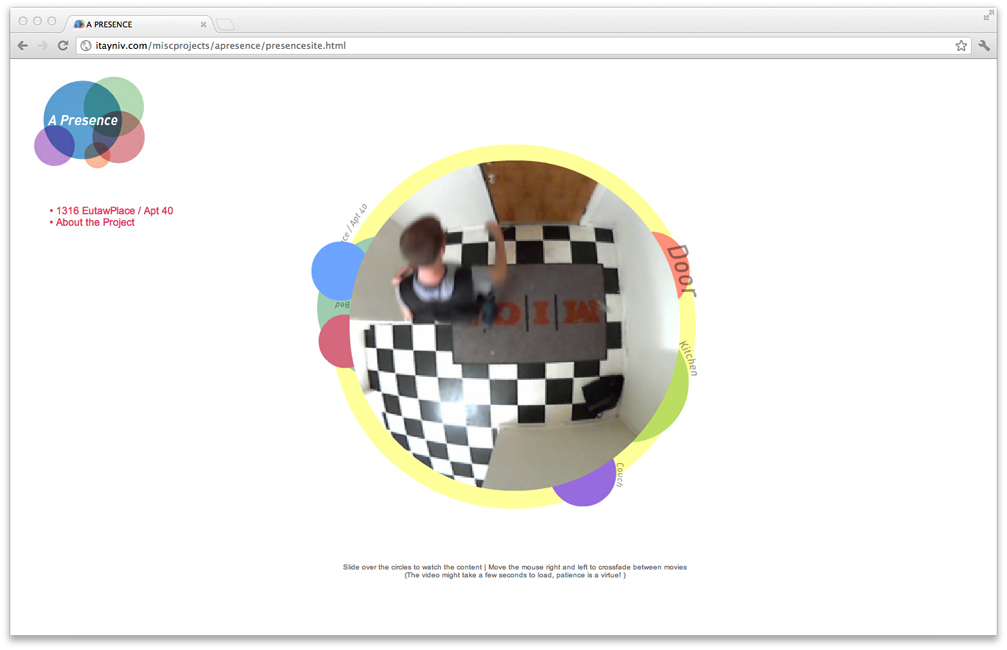 A PRESENCE
itayniv.com/miscprojects/apresence/presencesite.html
A Presence
• 1316 EutawPlace / Apt 40
• About the Project
ce / Apt 40
Door
Bed
Kitchen
Couch
Slide over the circles to watch the content | Move the mouse right and left to crossfade between movies
(The video might take a few seconds to load, patience is a virtue! )